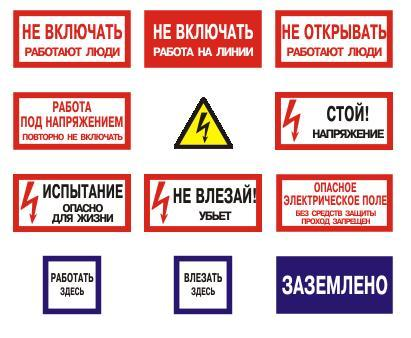 НЕ ВКЛЮЧАТЬ
РАБОТАЮТ ЛЮДИ
НЕ ВКЛЮЧАТЬ
РАБОТА НА ЛИНИИ
НЕ ОТКРЫВАТЬ
РАБОТАЮТ ЛЮДИ
РАБОТА
ПОД НАПРЯЖЕНИЕМ
ПОВТОРНО НЕ ВКЛЮЧАТЬ
СТОЙ!
НАПРЯЖЕНИЕ
ИСПЫТАНИЕ
ОПАСНО
ДЛЯ ЖИЗНИ
НЕ ВЛЕЗАЙ!
УБЬЕТ
ОПАСНОЕ
ЭЛЕКТРИЧЕСКОЕ ПОЛЕ
БЕЗ СРЕДСТВ ЗАЩИТЫ
ПРОХОД ЗАПРЕЩЕН
РАБОТАТЬ
ЗДЕСЬ
ВЛЕЗАТЬ
ЗДЕСЬ
ЗАЗЕМЛЕНО